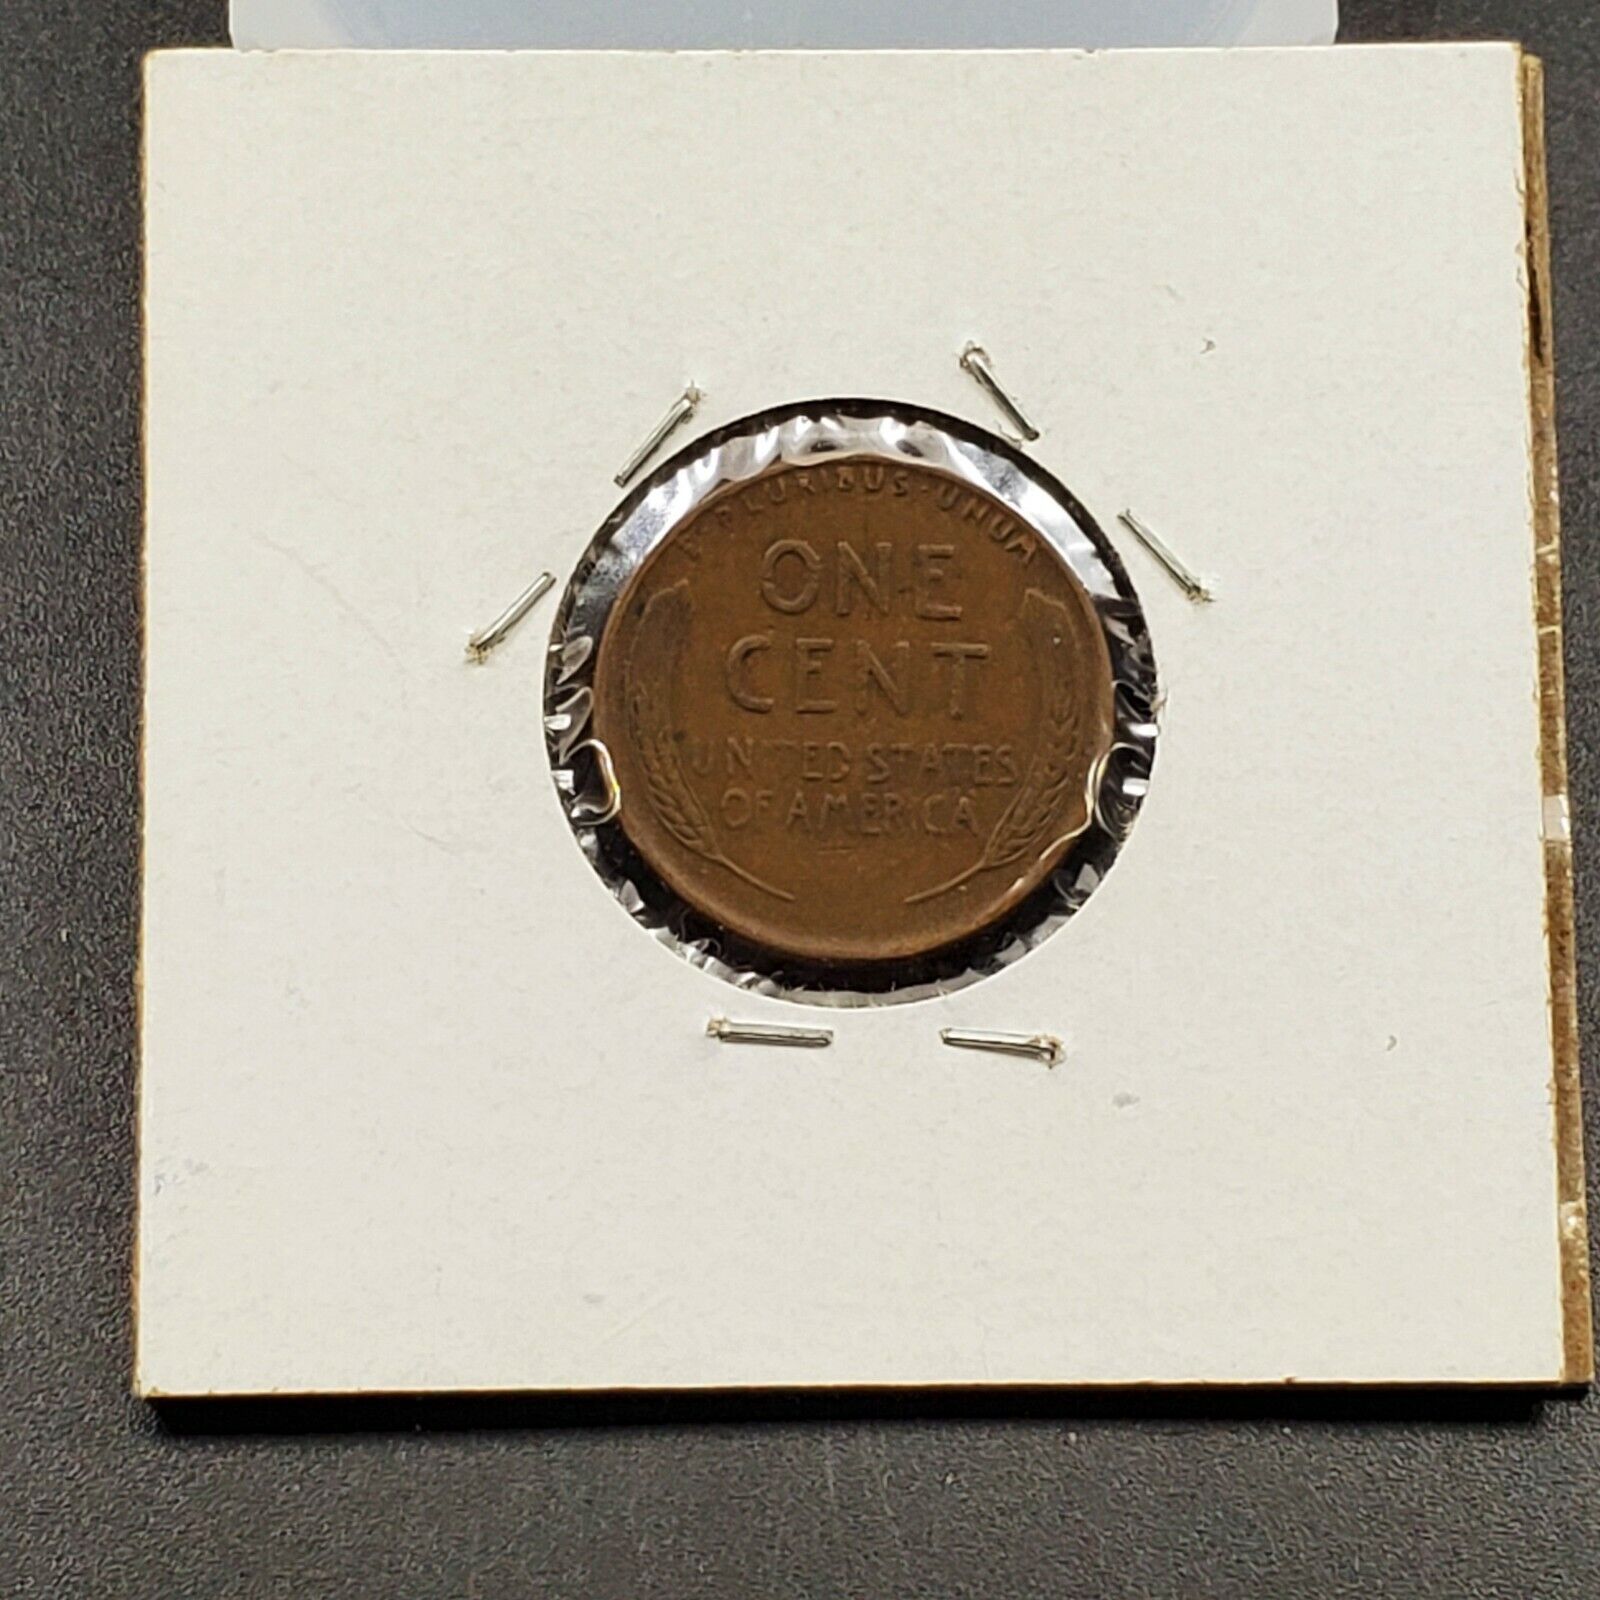 E PLURIBUS · UNUM
ONE
CENT
UNITED STATES
OF AMERICA